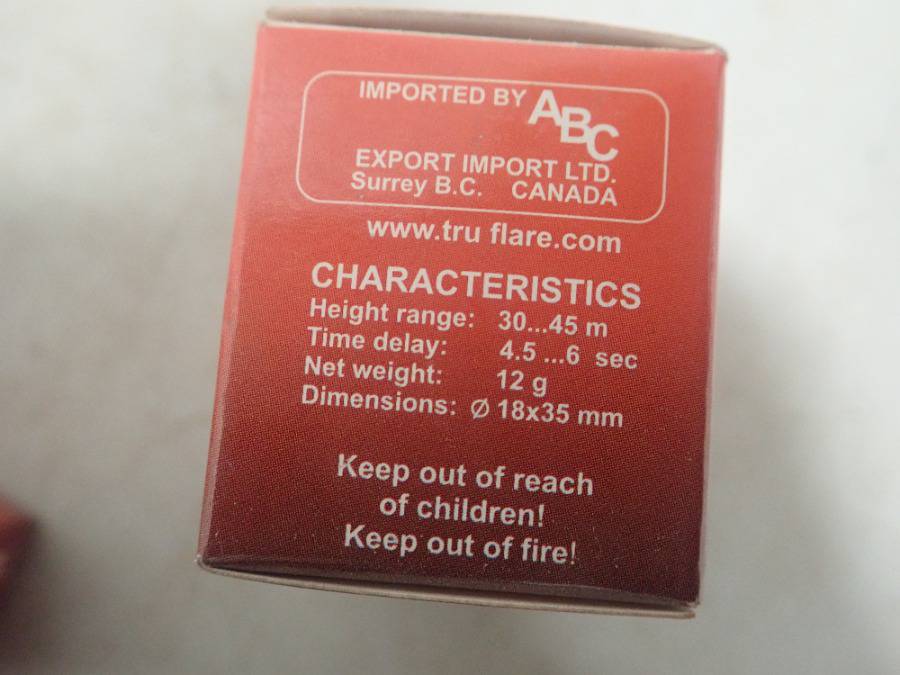 IMPORTED BY ABC
EXPORT IMPORT LTD.
Surrey B.C. CANADA
www.tru flare.com
CHARACTERISTICS
Height range: 30...45 m
Time delay: 4.5 ...6 sec
Net weight: 12 g
Dimensions: Ø 18x35 mm
Keep out of reach
of children!
Keep out of fire!